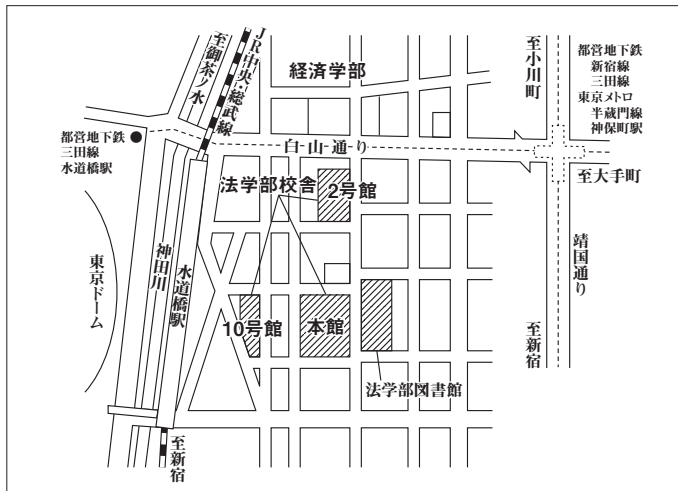 至御茶ノ水
JR中央・総武線
経済学部
至小川町
都営地下鉄
新宿線
三田線
東京メトロ
半蔵門線
神保町駅
都営地下鉄
三田線
水道橋駅
白山通り
至大手町
法学部校舎
2号館
東京ドーム
神田川
水道橋駅
靖国通り
10号館
本館
至新宿
法学部図書館
至新宿